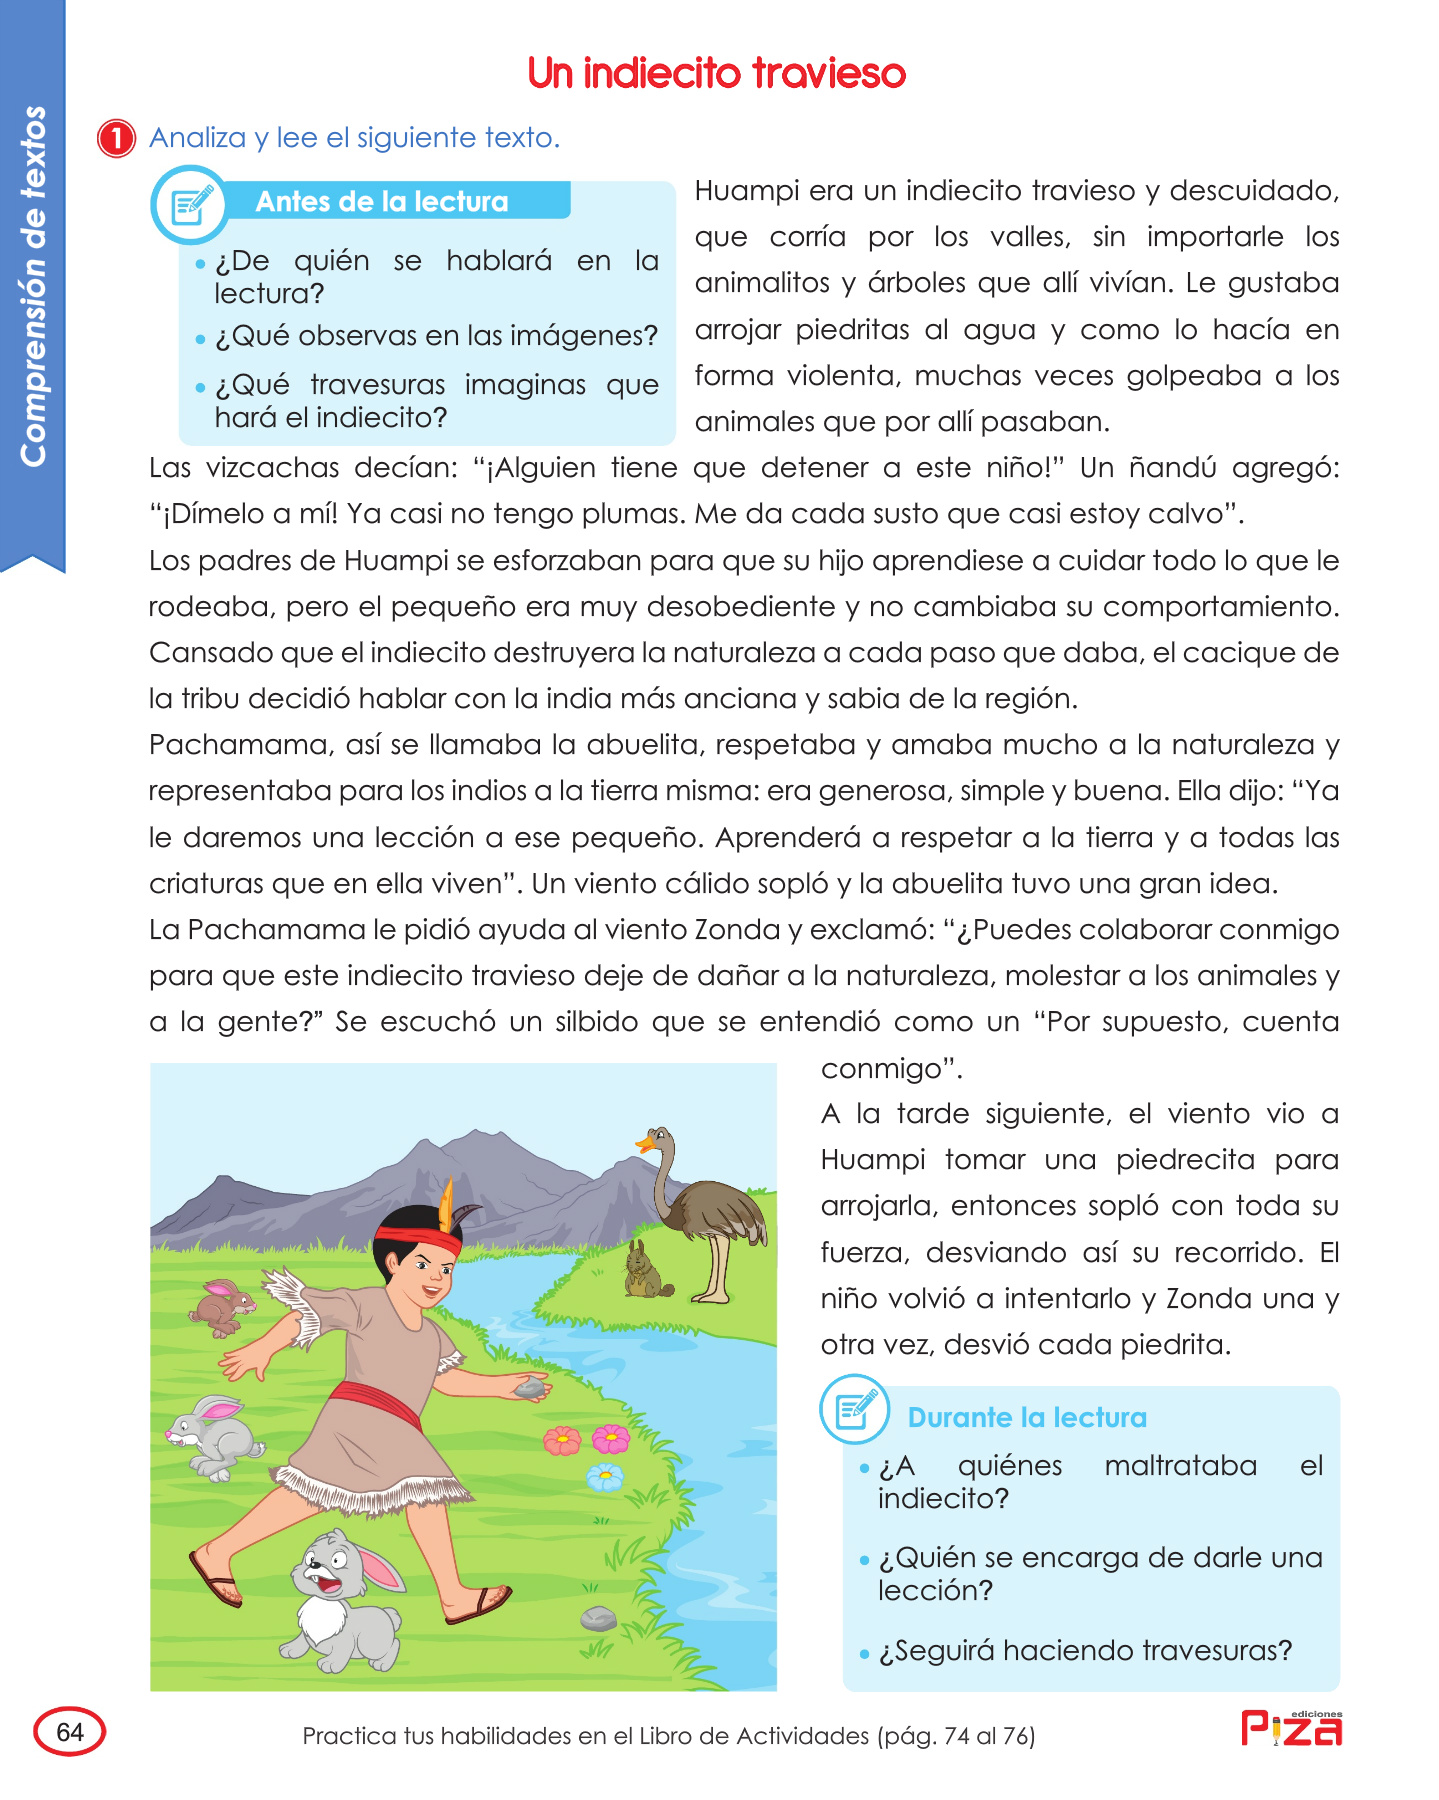 Comprensión de textos
Un indiecito travieso
1 Analiza y lee el siguiente texto.
Antes de la lectura
• ¿De quién se hablará en la
lectura?
• ¿Qué observas en las imágenes?
• ¿Qué travesuras imaginas que
hará el indiecito?
Huampi era un indiecito travieso y descuidado,
que corría por los valles, sin importarle los
animalitos y árboles que allí vivían. Le gustaba
arrojar piedritas al agua y como lo hacía en
forma violenta, muchas veces golpeaba a los
animales que por allí pasaban.
Las vizcachas decían: “¡Alguien tiene que detener a este niño!” Un ñandú agregó:
“¡Dímelo a mí! Ya casi no tengo plumas. Me da cada susto que casi estoy calvo”.
Los padres de Huampi se esforzaban para que su hijo aprendiese a cuidar todo lo que le
rodeaba, pero el pequeño era muy desobediente y no cambiaba su comportamiento.
Cansado que el indiecito destruyera la naturaleza a cada paso que daba, el cacique de
la tribu decidió hablar con la india más anciana y sabia de la región.
Pachamama, así se llamaba la abuelita, respetaba y amaba mucho a la naturaleza y
representaba para los indios a la tierra misma: era generosa, simple y buena. Ella dijo: “Ya
le daremos una lección a ese pequeño. Aprenderá a respetar a la tierra y a todas las
criaturas que en ella viven”. Un viento cálido sopló y la abuelita tuvo una gran idea.
La Pachamama le pidió ayuda al viento Zonda y exclamó: “¿Puedes colaborar conmigo
para que este indiecito travieso deje de dañar a la naturaleza, molestar a los animales y
a la gente?” Se escuchó un silbido que se entendió como un “Por supuesto, cuenta
conmigo”.
A la tarde siguiente, el viento vio a
Huampi tomar una piedrecita para
arrojarla, entonces sopló con toda su
fuerza, desviando así su recorrido. El
niño volvió a intentarlo y Zonda una y
otra vez, desvió cada piedrita.
Durante la lectura
• ¿A quiénes maltrataba el
indiecito?
• ¿Quién se encarga de darle una
lección?
• ¿Seguirá haciendo travesuras?
64
Practica tus habilidades en el Libro de Actividades (pág. 74 al 76)
ediciones
Piza